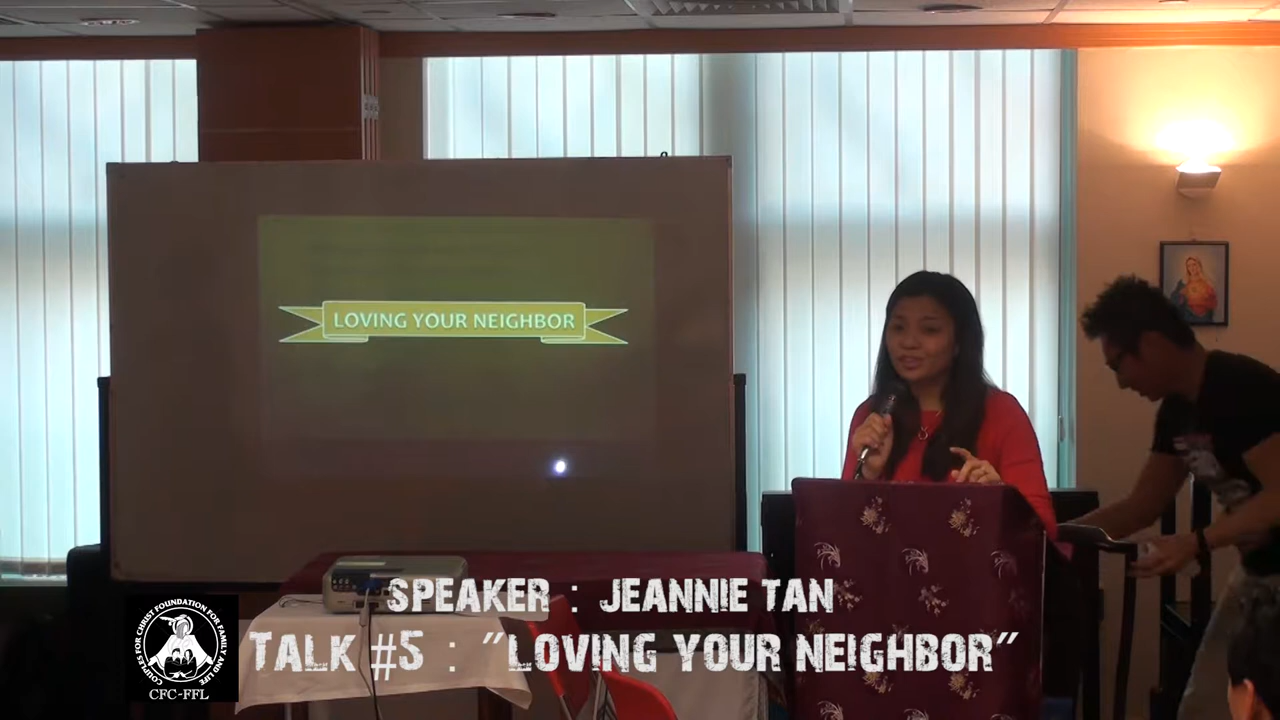 LOVING YOUR NEIGHBOR
SPEAKER : JEANNIE TAN
TALK #5 : "LOVING YOUR NEIGHBOR"
COUPLES FOR CHRIST FOUNDATION FOR FAMILY AND LIFE
CFC-FFL